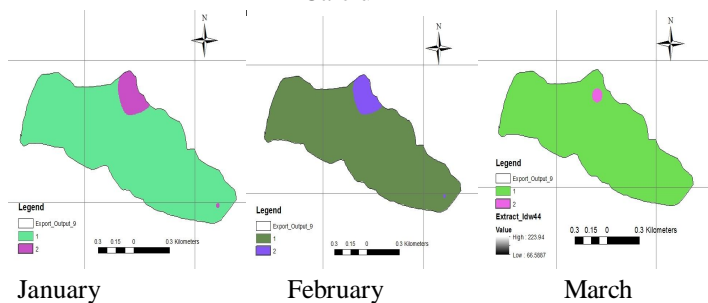 N
N
N
Legend
Export_Output_9
1
2
0.3 0.15 0 0.3 Kilometers
Legend
Export_Output_9
1
2
0.3 0.15 0 0.3 Kilometers
Legend
Export_Output_9
1
2
Extract_Idw44
Value
High : 223.94
Low : 66.5887
0.3 0.15 0 0.3 Kilometers
January
February
March